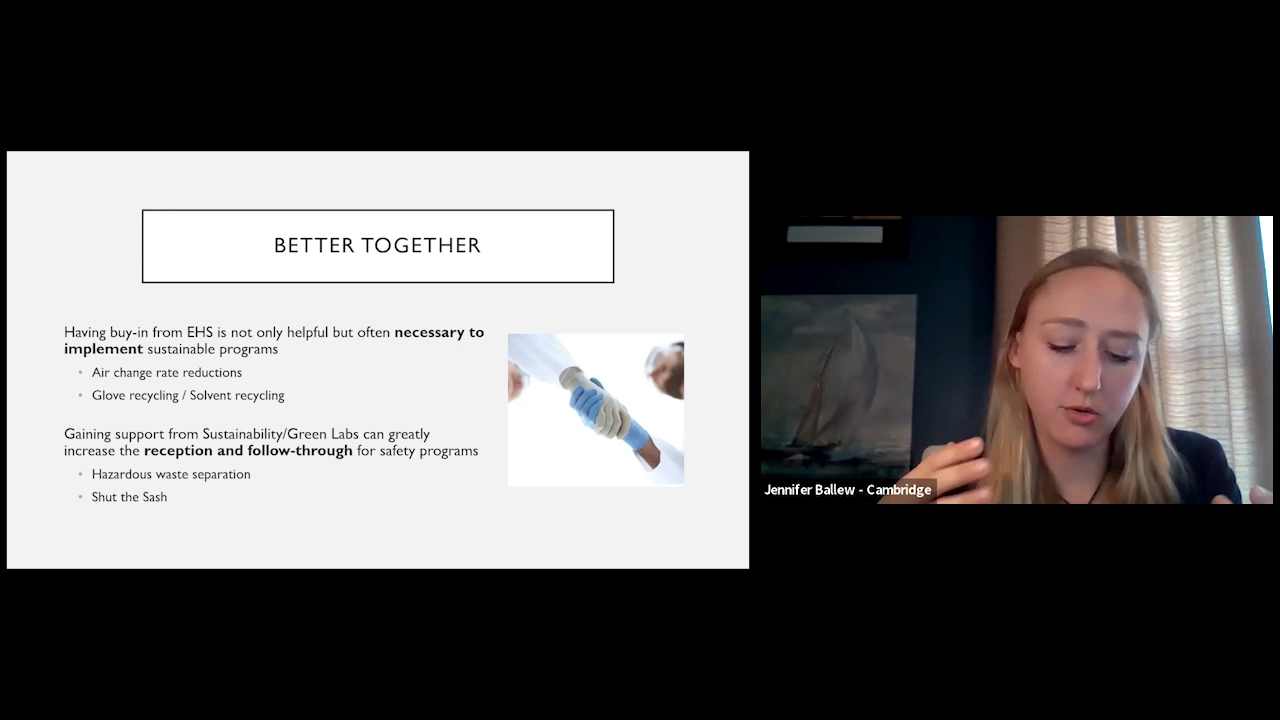 BETTER TOGETHER
Having buy-in from EHS is not only helpful but often necessary to
implement sustainable programs
• Air change rate reductions
• Glove recycling / Solvent recycling
Gaining support from Sustainability/Green Labs can greatly
increase the reception and follow-through for safety programs
• Hazardous waste separation
• Shut the Sash
Jennifer Ballew - Cambridge